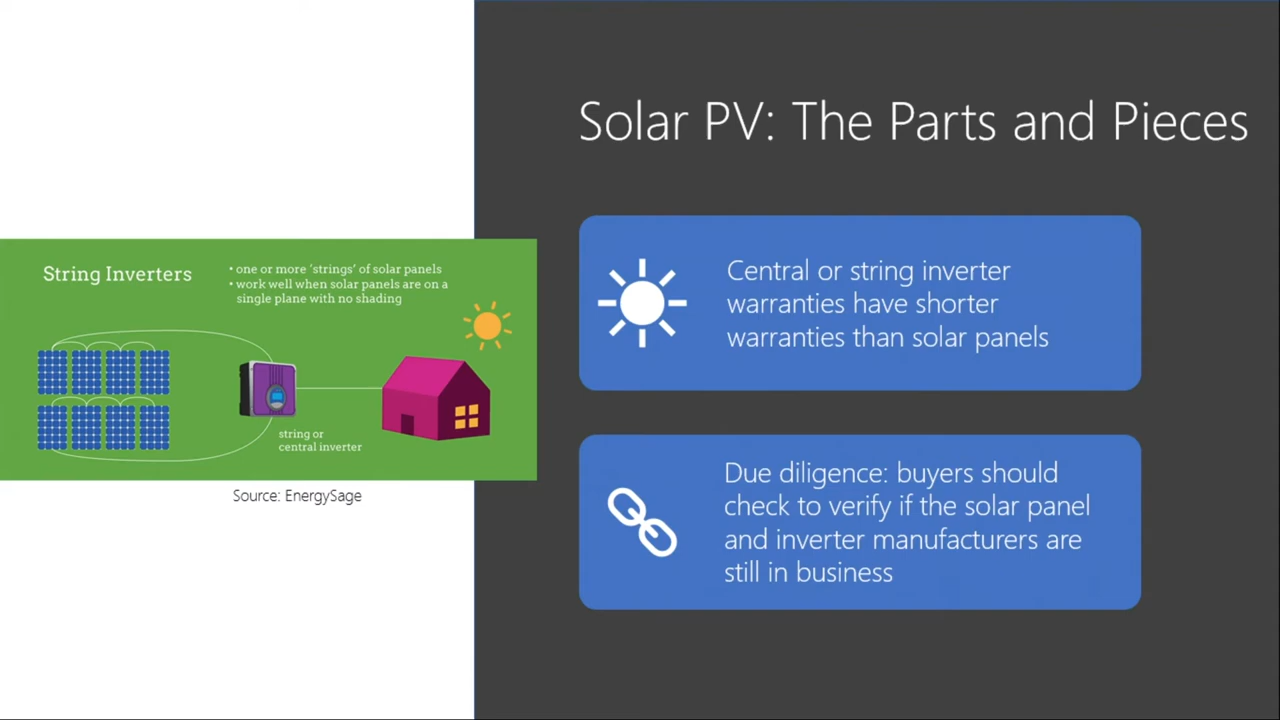 Solar PV: The Parts and Pieces
String Inverters
• one or more ‘strings’ of solar panels
• work well when solar panels are on a
single plane with no shading
string or
central inverter
Source: EnergySage
Central or string inverter
warranties have shorter
warranties than solar panels
Due diligence: buyers should
check to verify if the solar panel
and inverter manufacturers are
still in business